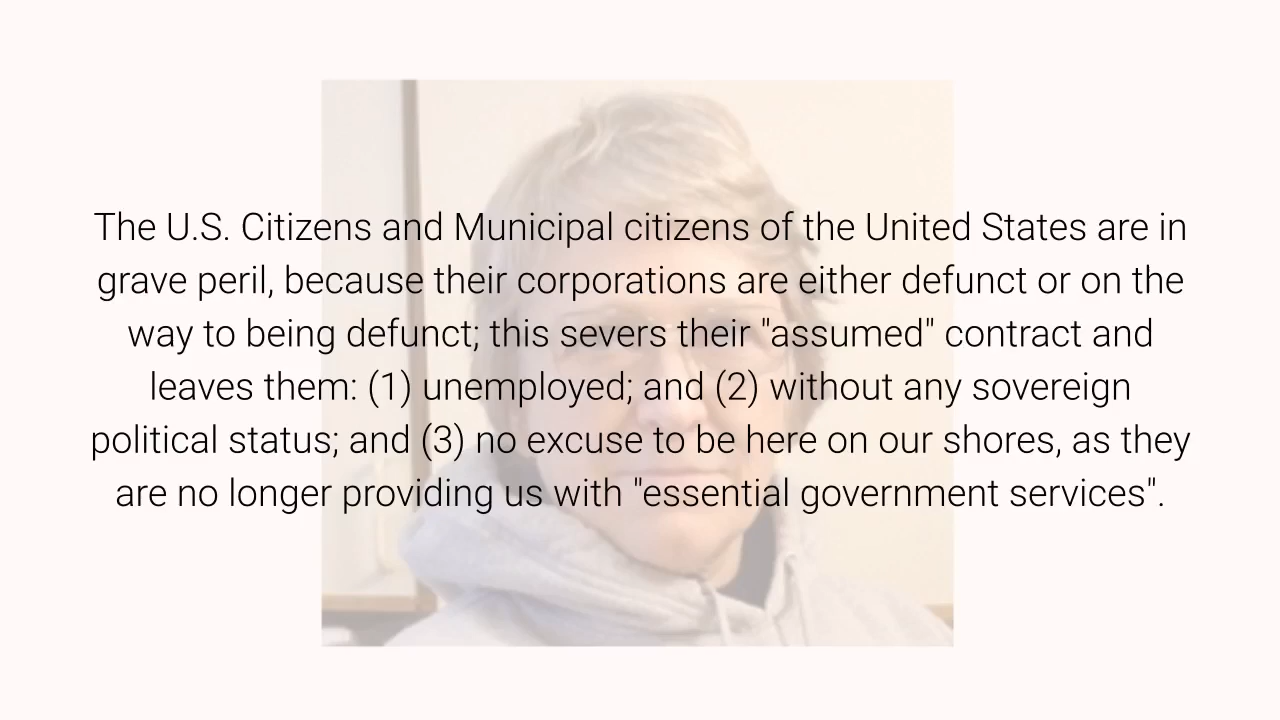 The U.S. Citizens and Municipal citizens of the United States are in
grave peril, because their corporations are either defunct or on the
way to being defunct; this severs their "assumed" contract and
leaves them: (1) unemployed; and (2) without any sovereign
political status; and (3) no excuse to be here on our shores, as they
are no longer providing us with "essential government services".